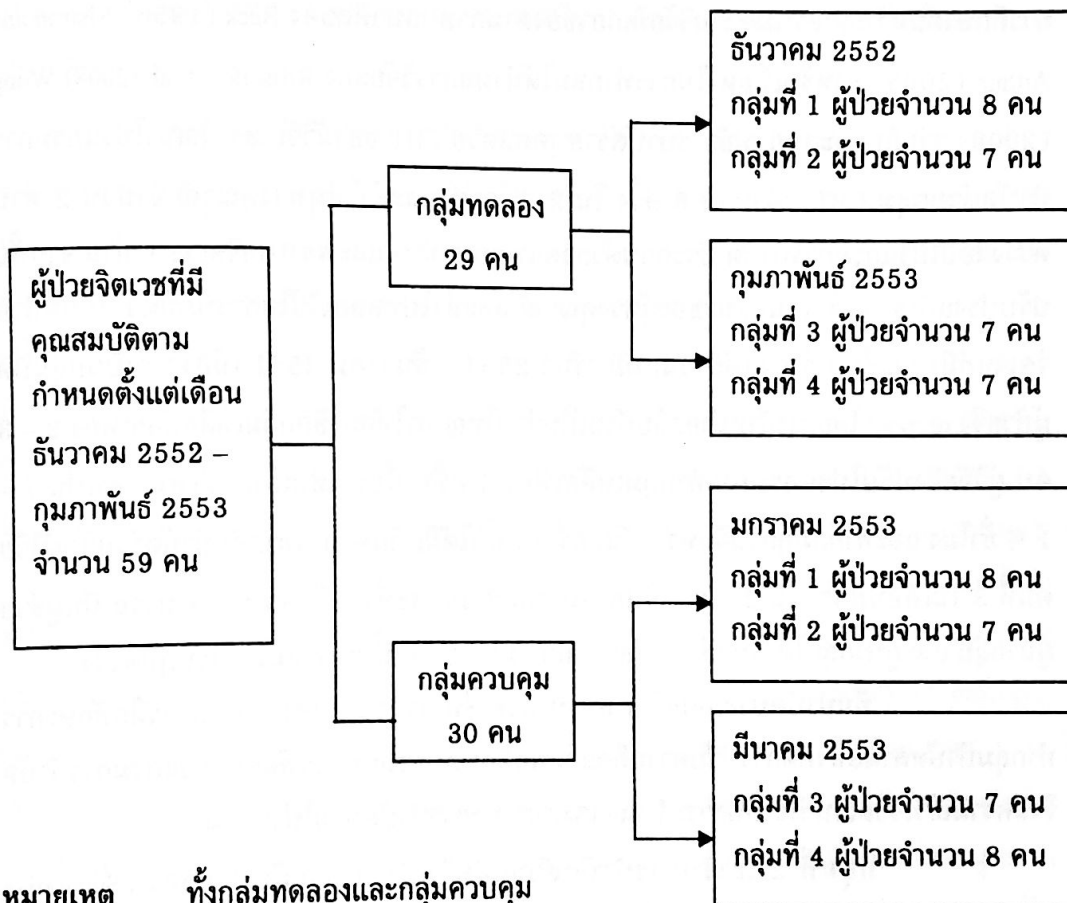 ผู้ป่วยจิตเวชที่มี
คุณสมบัติตาม
กำหนดตั้งแต่เดือน
ธันวาคม 2552 –
กุมภาพันธ์ 2553
จำนวน 59 คน
กลุ่มทดลอง
29 คน
ธันวาคม 2552
กลุ่มที่ 1 ผู้ป่วยจำนวน 8 คน
กลุ่มที่ 2 ผู้ป่วยจำนวน 7 คน
กุมภาพันธ์ 2553
กลุ่มที่ 3 ผู้ป่วยจำนวน 7 คน
กลุ่มที่ 4 ผู้ป่วยจำนวน 7 คน
กลุ่มควบคุม
30 คน
มกราคม 2553
กลุ่มที่ 1 ผู้ป่วยจำนวน 8 คน
กลุ่มที่ 2 ผู้ป่วยจำนวน 7 คน
มีนาคม 2553
กลุ่มที่ 3 ผู้ป่วยจำนวน 7 คน
กลุ่มที่ 4 ผู้ป่วยจำนวน 8 คน
หมายเหตุ ทั้งกลุ่มทดลองและกลุ่มควบคุม